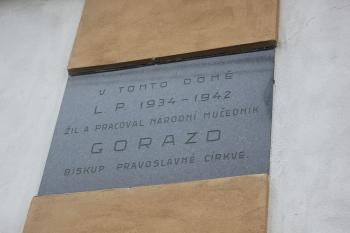 V TOMTO DOMĚ
L. P. 1934-1942
ŽIL A PRACOVAL NÁRODNÍ MUČEDNÍK
GORAZD
BISKUP PRAVOSLAVNÉ CÍRKVE.